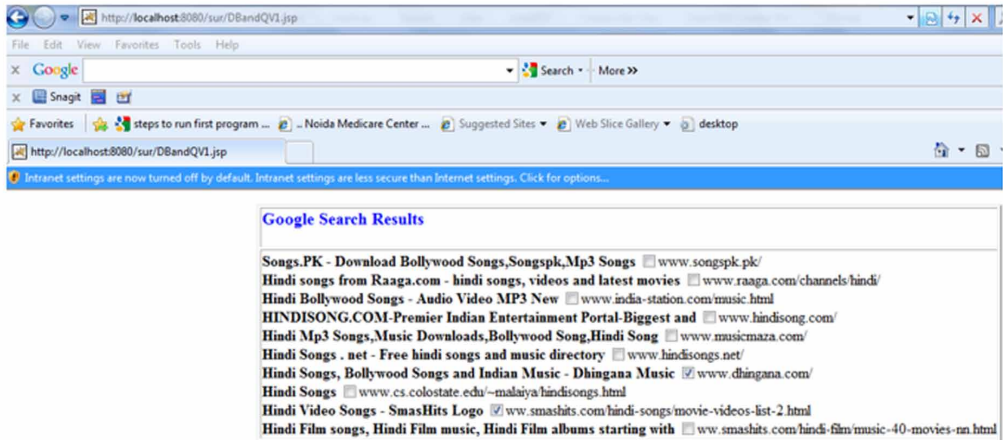 http://localhost:8080/sur/DBandQV1.jsp
File Edit View Favorites Tools Help
x Google Search More »
x Snagit
Favorites steps to run first program ... .. Noida Medicare Center ... Suggested Sites Web Slice Gallery desktop
http://localhost:8080/sur/DBandQV1.jsp
Intranet settings are now turned off by default. Intranet settings are less secure than Internet settings. Click for options...
Google Search Results
Songs.PK - Download Bollywood Songs,Songspk,Mp3 Songs www.songspk.pk/
Hindi songs from Raaga.com - hindi songs, videos and latest movies www.raaga.com/channels/hindi/
Hindi Bollywood Songs - Audio Video MP3 New www.india-station.com/music.html
HINDISONG.COM-Premier Indian Entertainment Portal-Biggest and www.hindisong.com/
Hindi Mp3 Songs,Music Downloads,Bollywood Song,Hindi Song www.musicmaza.com/
Hindi Songs . net - Free hindi songs and music directory www.hindisongs.net/
Hindi Songs, Bollywood Songs and Indian Music - Dhingana Music www.dhingana.com/
Hindi Songs www.cs.colostate.edu/~malaiya/hindisongs.html
Hindi Video Songs - SmasHits Logo ww.smashits.com/hindi-songs/movie-videos-list-2.html
Hindi Film songs, Hindi Film music, Hindi Film albums starting with ww.smashits.com/hindi-film/music-40-movies-nn.html